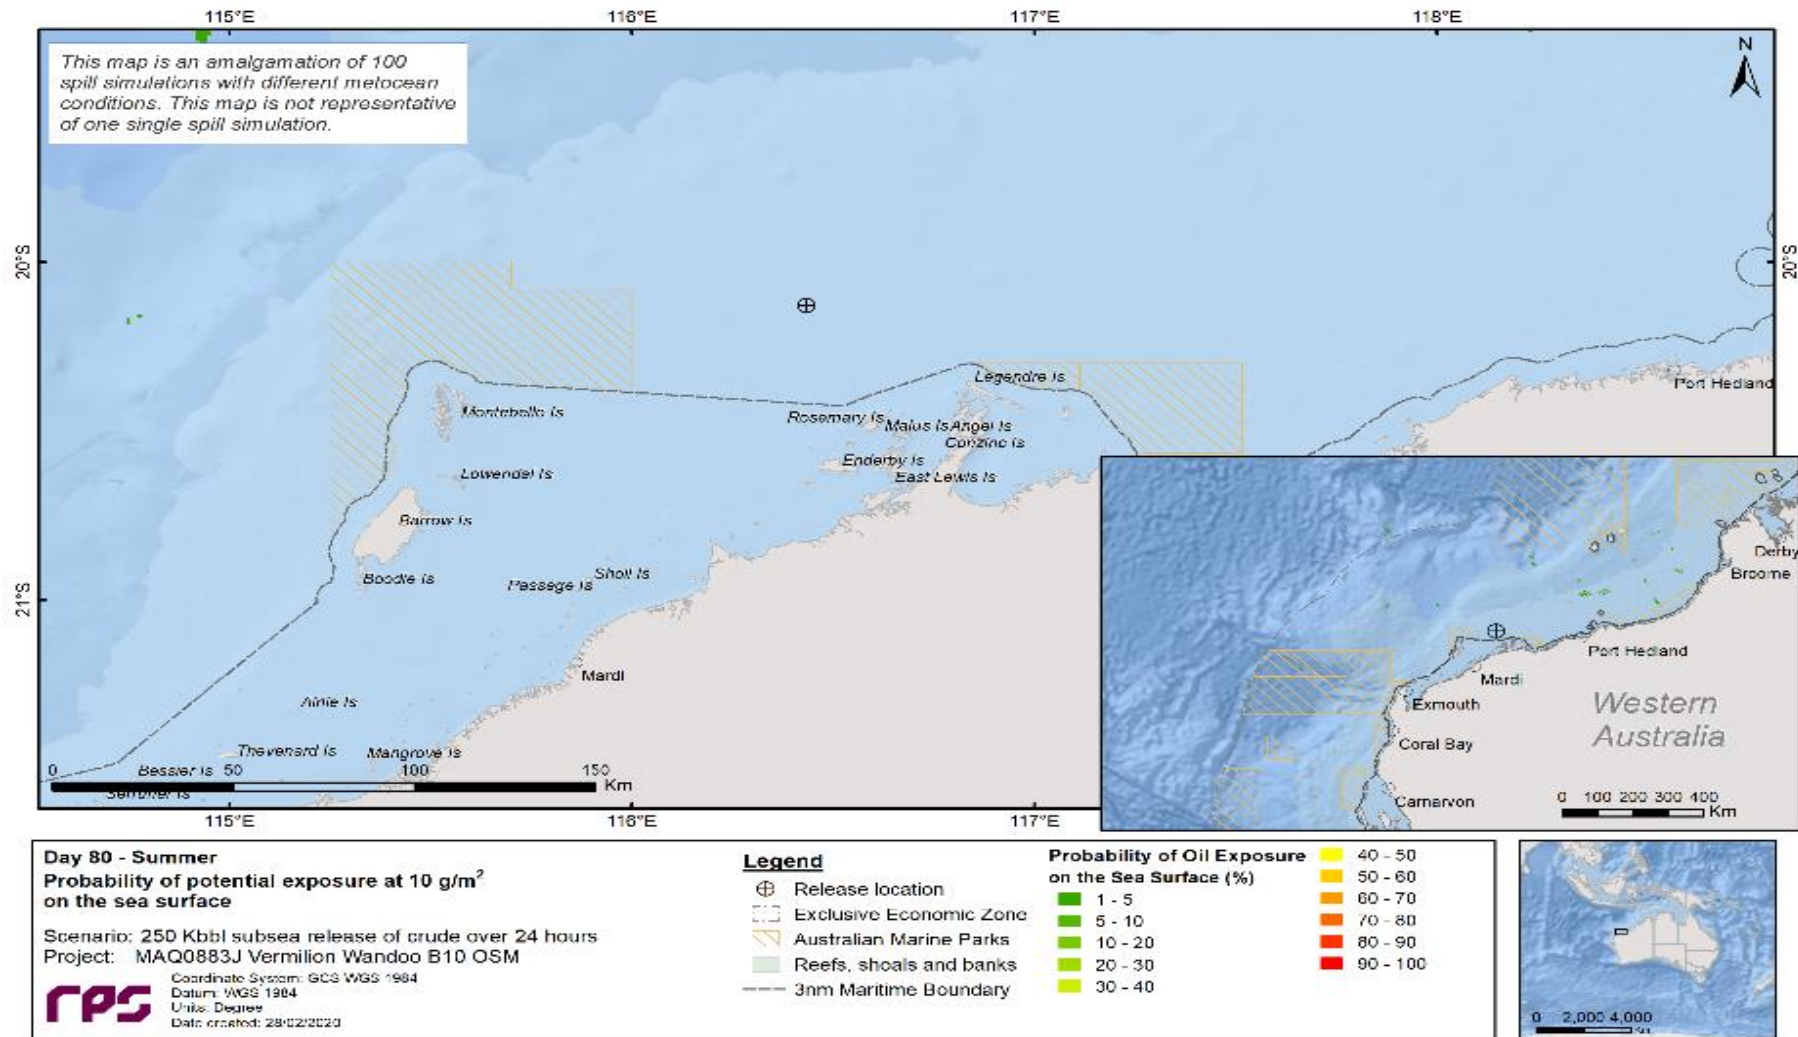 115°E 116°E 117°E 118°E
This map is an amalgamation of 100
spill simulations with different metocean
conditions. This map is not representative
of one single spill simulation.
N
20°S 20°S
Legendre Is
Port Hedland
Montebello Is
Rosemary Is
Malus Is Angel Is
Conzinc Is
Enderby Is
Lowendal Is
East Lewis Is
Barrow Is
Boodie Is
Passage Is
Sholl Is
21°S
Mardi
Airlie Is
Thevenard Is
Mangrove Is
Bessier Is
0 50 100 150
Km
115°E 116°E 117°E
Derby
Broome
Port Hedland
Mardi
Exmouth
Western
Australia
Coral Bay
Carnarvon
0 100 200 300 400
Km
Day 80 - Summer
Probability of potential exposure at 10 g/m²
on the sea surface
Scenario: 250 Kbbl subsea release of crude over 24 hours
Project: MAQ0883J Vermilion Wandoo B10 OSM
rps
Coordinate System: GCS WGS 1984
Datum: WGS 1984
Units: Degree
Date created: 28/02/2020
Legend
Release location
Exclusive Economic Zone
Australian Marine Parks
Reefs, shoals and banks
3nm Maritime Boundary
Probability of Oil Exposure
on the Sea Surface (%)
1 - 5
5 - 10
10 - 20
20 - 30
30 - 40
40 - 50
50 - 60
60 - 70
70 - 80
80 - 90
90 - 100
0 2,000 4,000